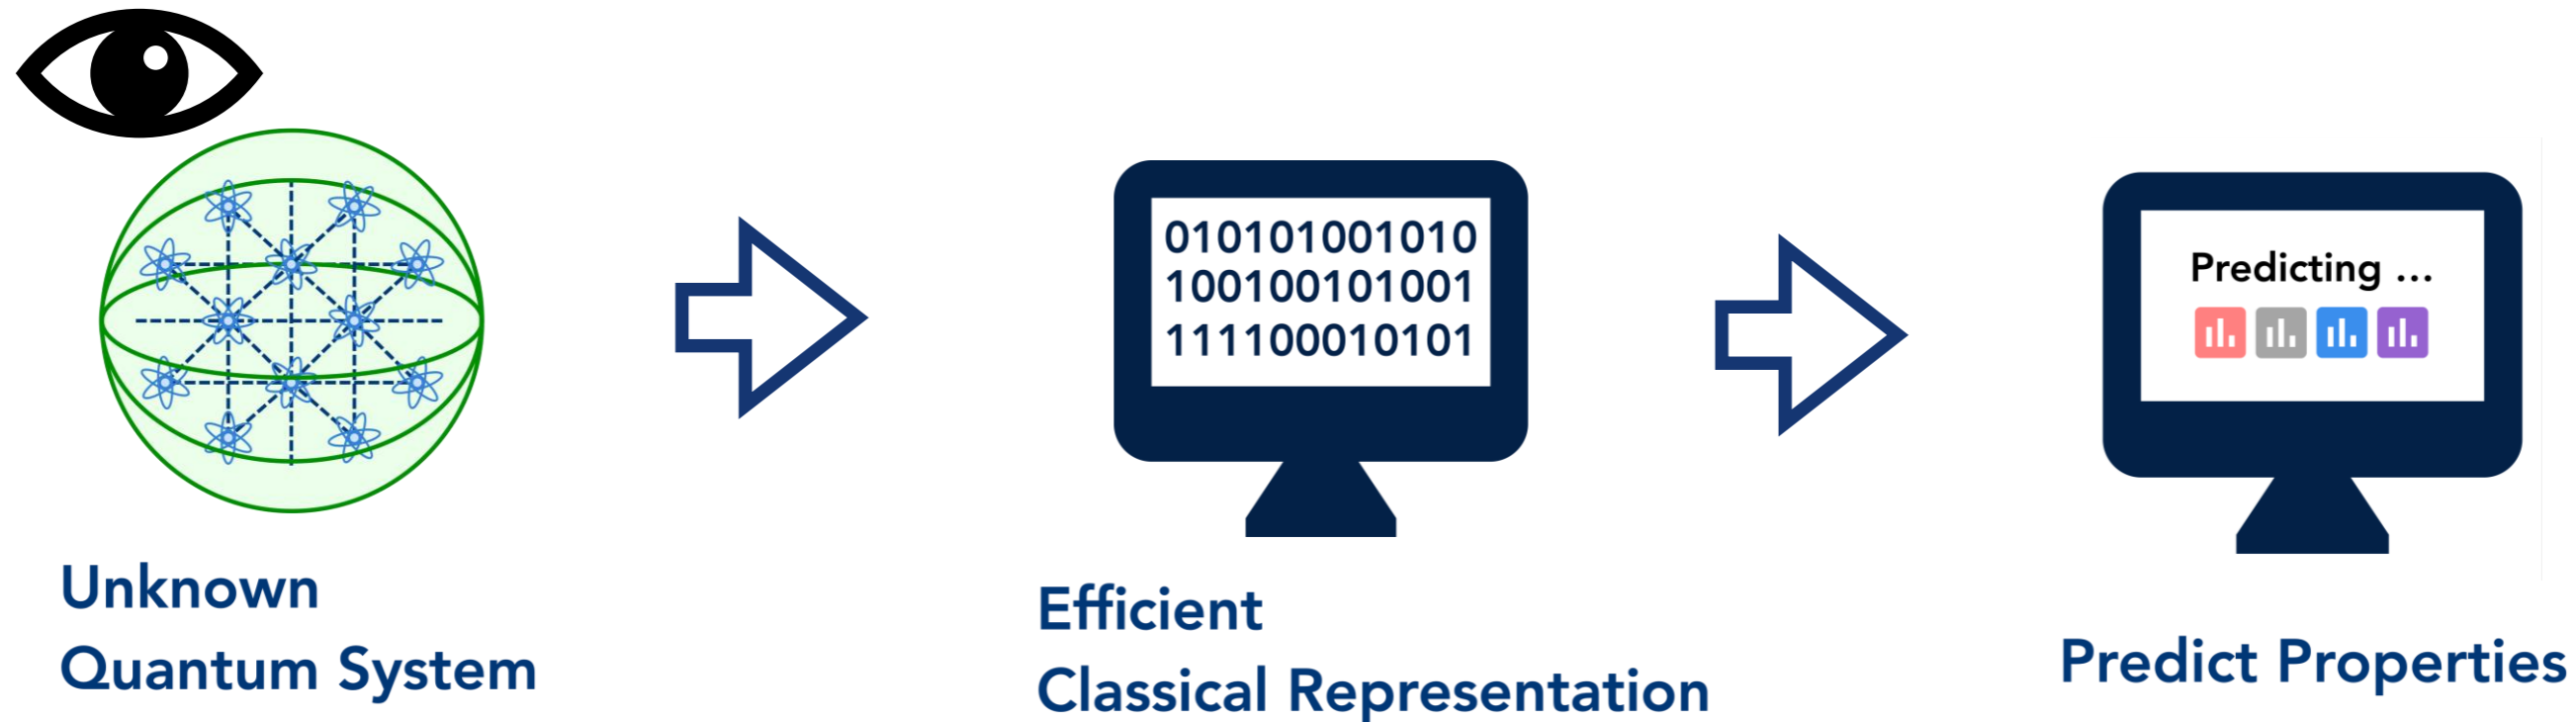 010101001010
100100101001
111100010101
Predicting ...
Unknown
Quantum System
Efficient
Classical Representation
Predict Properties